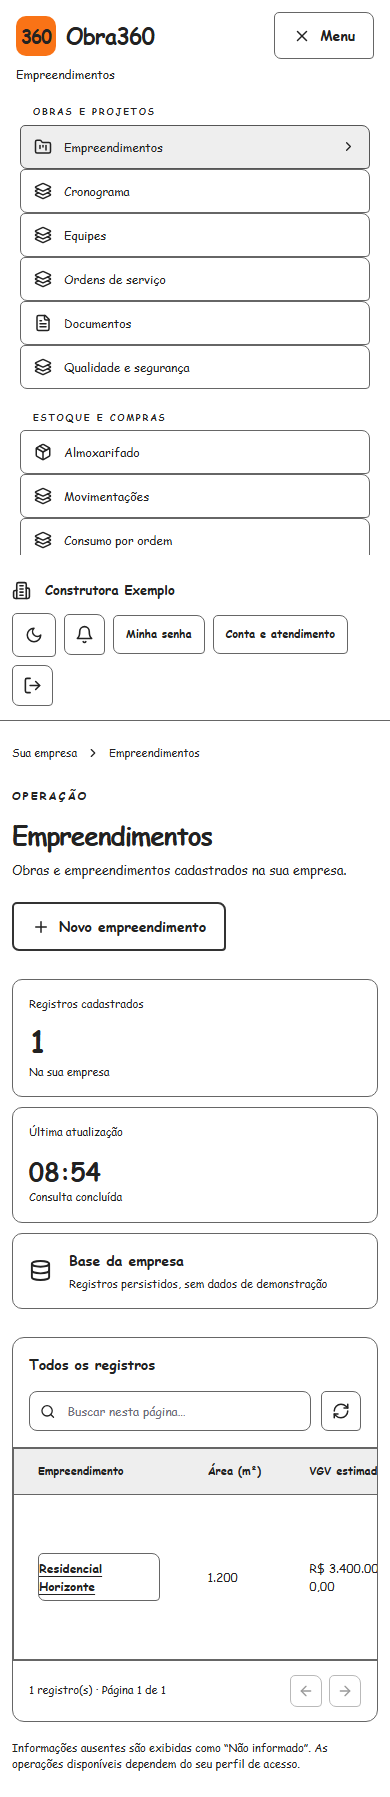 360 Obra360
Menu
Empreendimentos
OBRAS E PROJETOS
Empreendimentos
Cronograma
Equipes
Ordens de serviço
Documentos
Qualidade e segurança
ESTOQUE E COMPRAS
Almoxarifado
Movimentações
Consumo por ordem
Construtora Exemplo
Minha senha
Conta e atendimento
Sua empresa > Empreendimentos
OPERAÇÃO
Empreendimentos
Obras e empreendimentos cadastrados na sua empresa.
+ Novo empreendimento
Registros cadastrados
1
Na sua empresa
Última atualização
08:54
Consulta concluída
Base da empresa
Registros persistidos, sem dados de demonstração
Todos os registros
Buscar nesta página...
Empreendimento Área (m²) VGV estimad
Residencial
Horizonte
1.200
R$ 3.400.00
0,00
1 registro(s) · Página 1 de 1
Informações ausentes são exibidas como “Não informado”. As
operações disponíveis dependem do seu perfil de acesso.